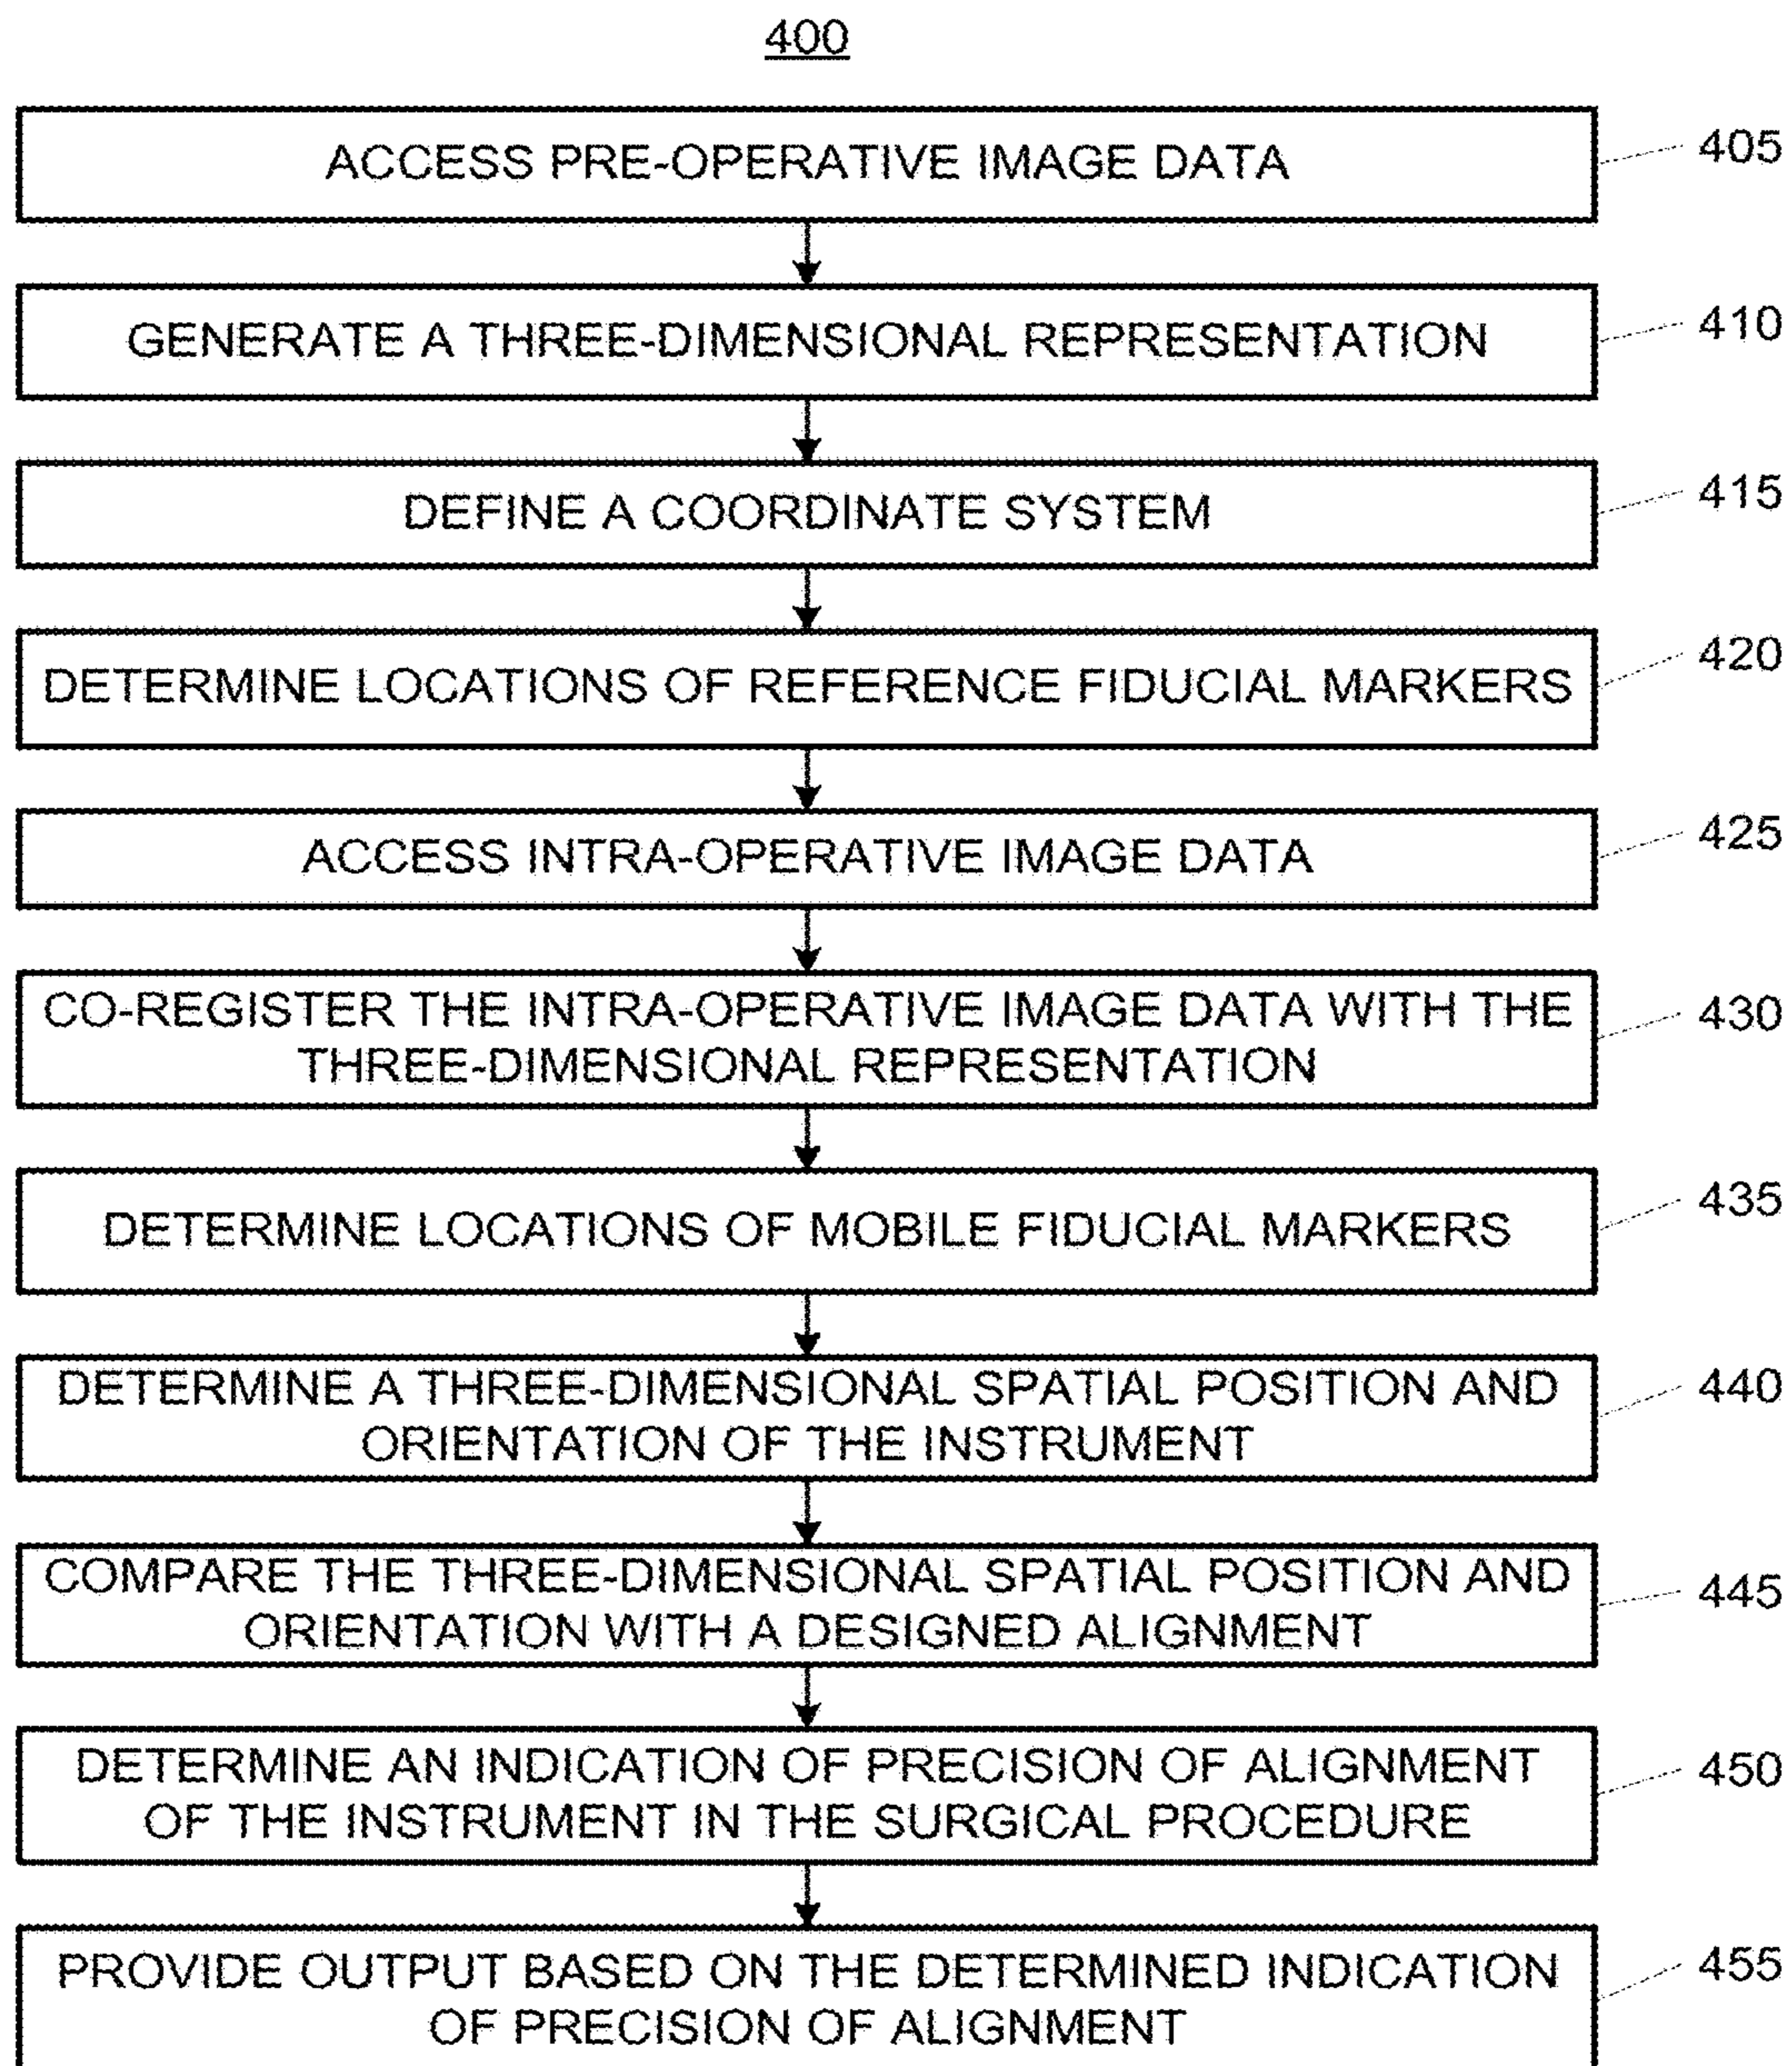 400
ACCESS PRE-OPERATIVE IMAGE DATA
405
GENERATE A THREE-DIMENSIONAL REPRESENTATION
410
DEFINE A COORDINATE SYSTEM
415
DETERMINE LOCATIONS OF REFERENCE FIDUCIAL MARKERS
420
ACCESS INTRA-OPERATIVE IMAGE DATA
425
CO-REGISTER THE INTRA-OPERATIVE IMAGE DATA WITH THE
THREE-DIMENSIONAL REPRESENTATION
430
DETERMINE LOCATIONS OF MOBILE FIDUCIAL MARKERS
435
DETERMINE A THREE-DIMENSIONAL SPATIAL POSITION AND
ORIENTATION OF THE INSTRUMENT
440
COMPARE THE THREE-DIMENSIONAL SPATIAL POSITION AND
ORIENTATION WITH A DESIGNED ALIGNMENT
445
DETERMINE AN INDICATION OF PRECISION OF ALIGNMENT
OF THE INSTRUMENT IN THE SURGICAL PROCEDURE
450
PROVIDE OUTPUT BASED ON THE DETERMINED INDICATION
OF PRECISION OF ALIGNMENT
455